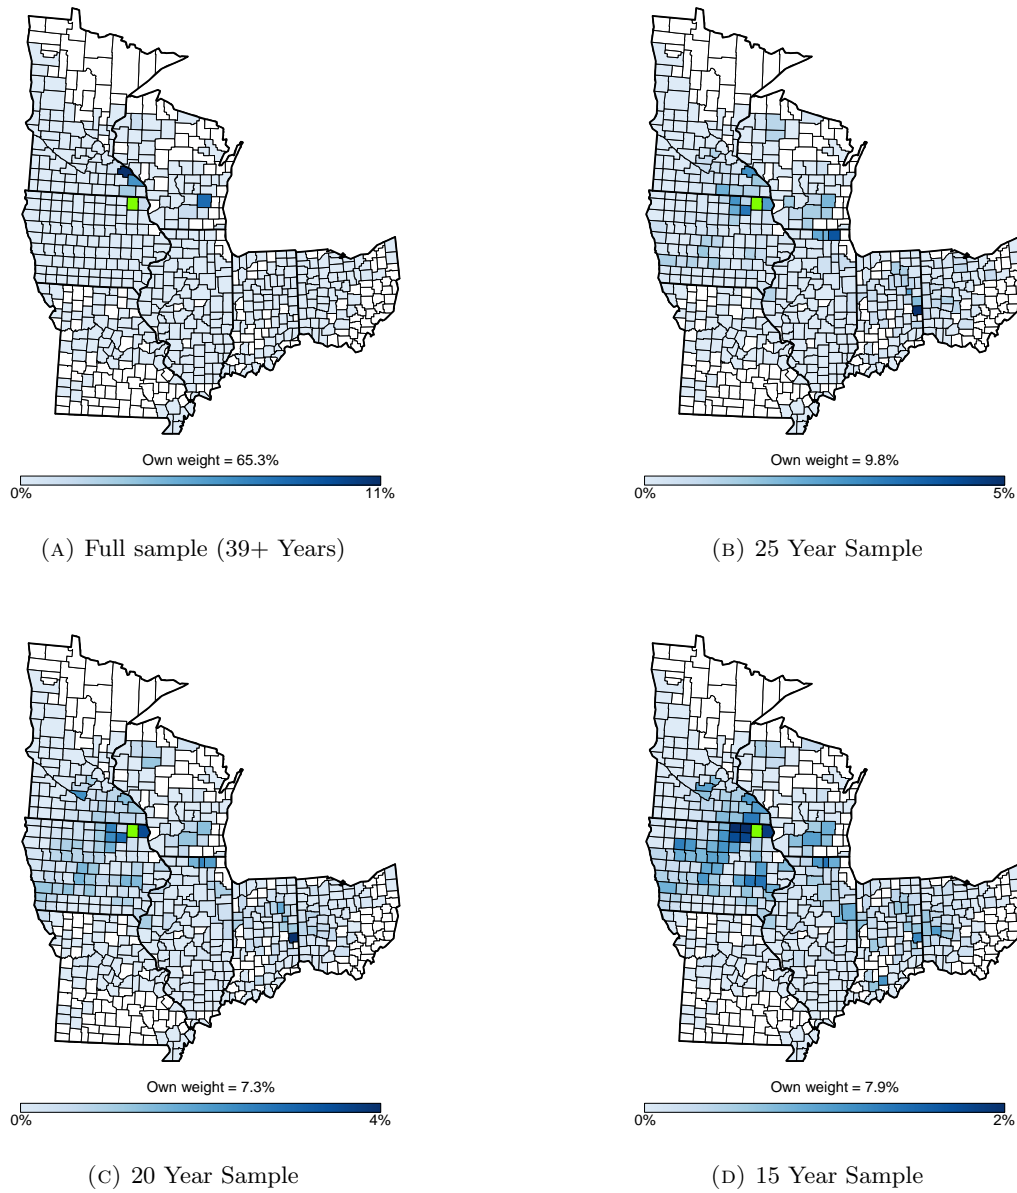 Own weight = 65.3%
0% 11%
(A) Full sample (39+ Years)
Own weight = 9.8%
0% 5%
(B) 25 Year Sample
Own weight = 7.3%
0% 4%
(C) 20 Year Sample
Own weight = 7.9%
0% 2%
(D) 15 Year Sample